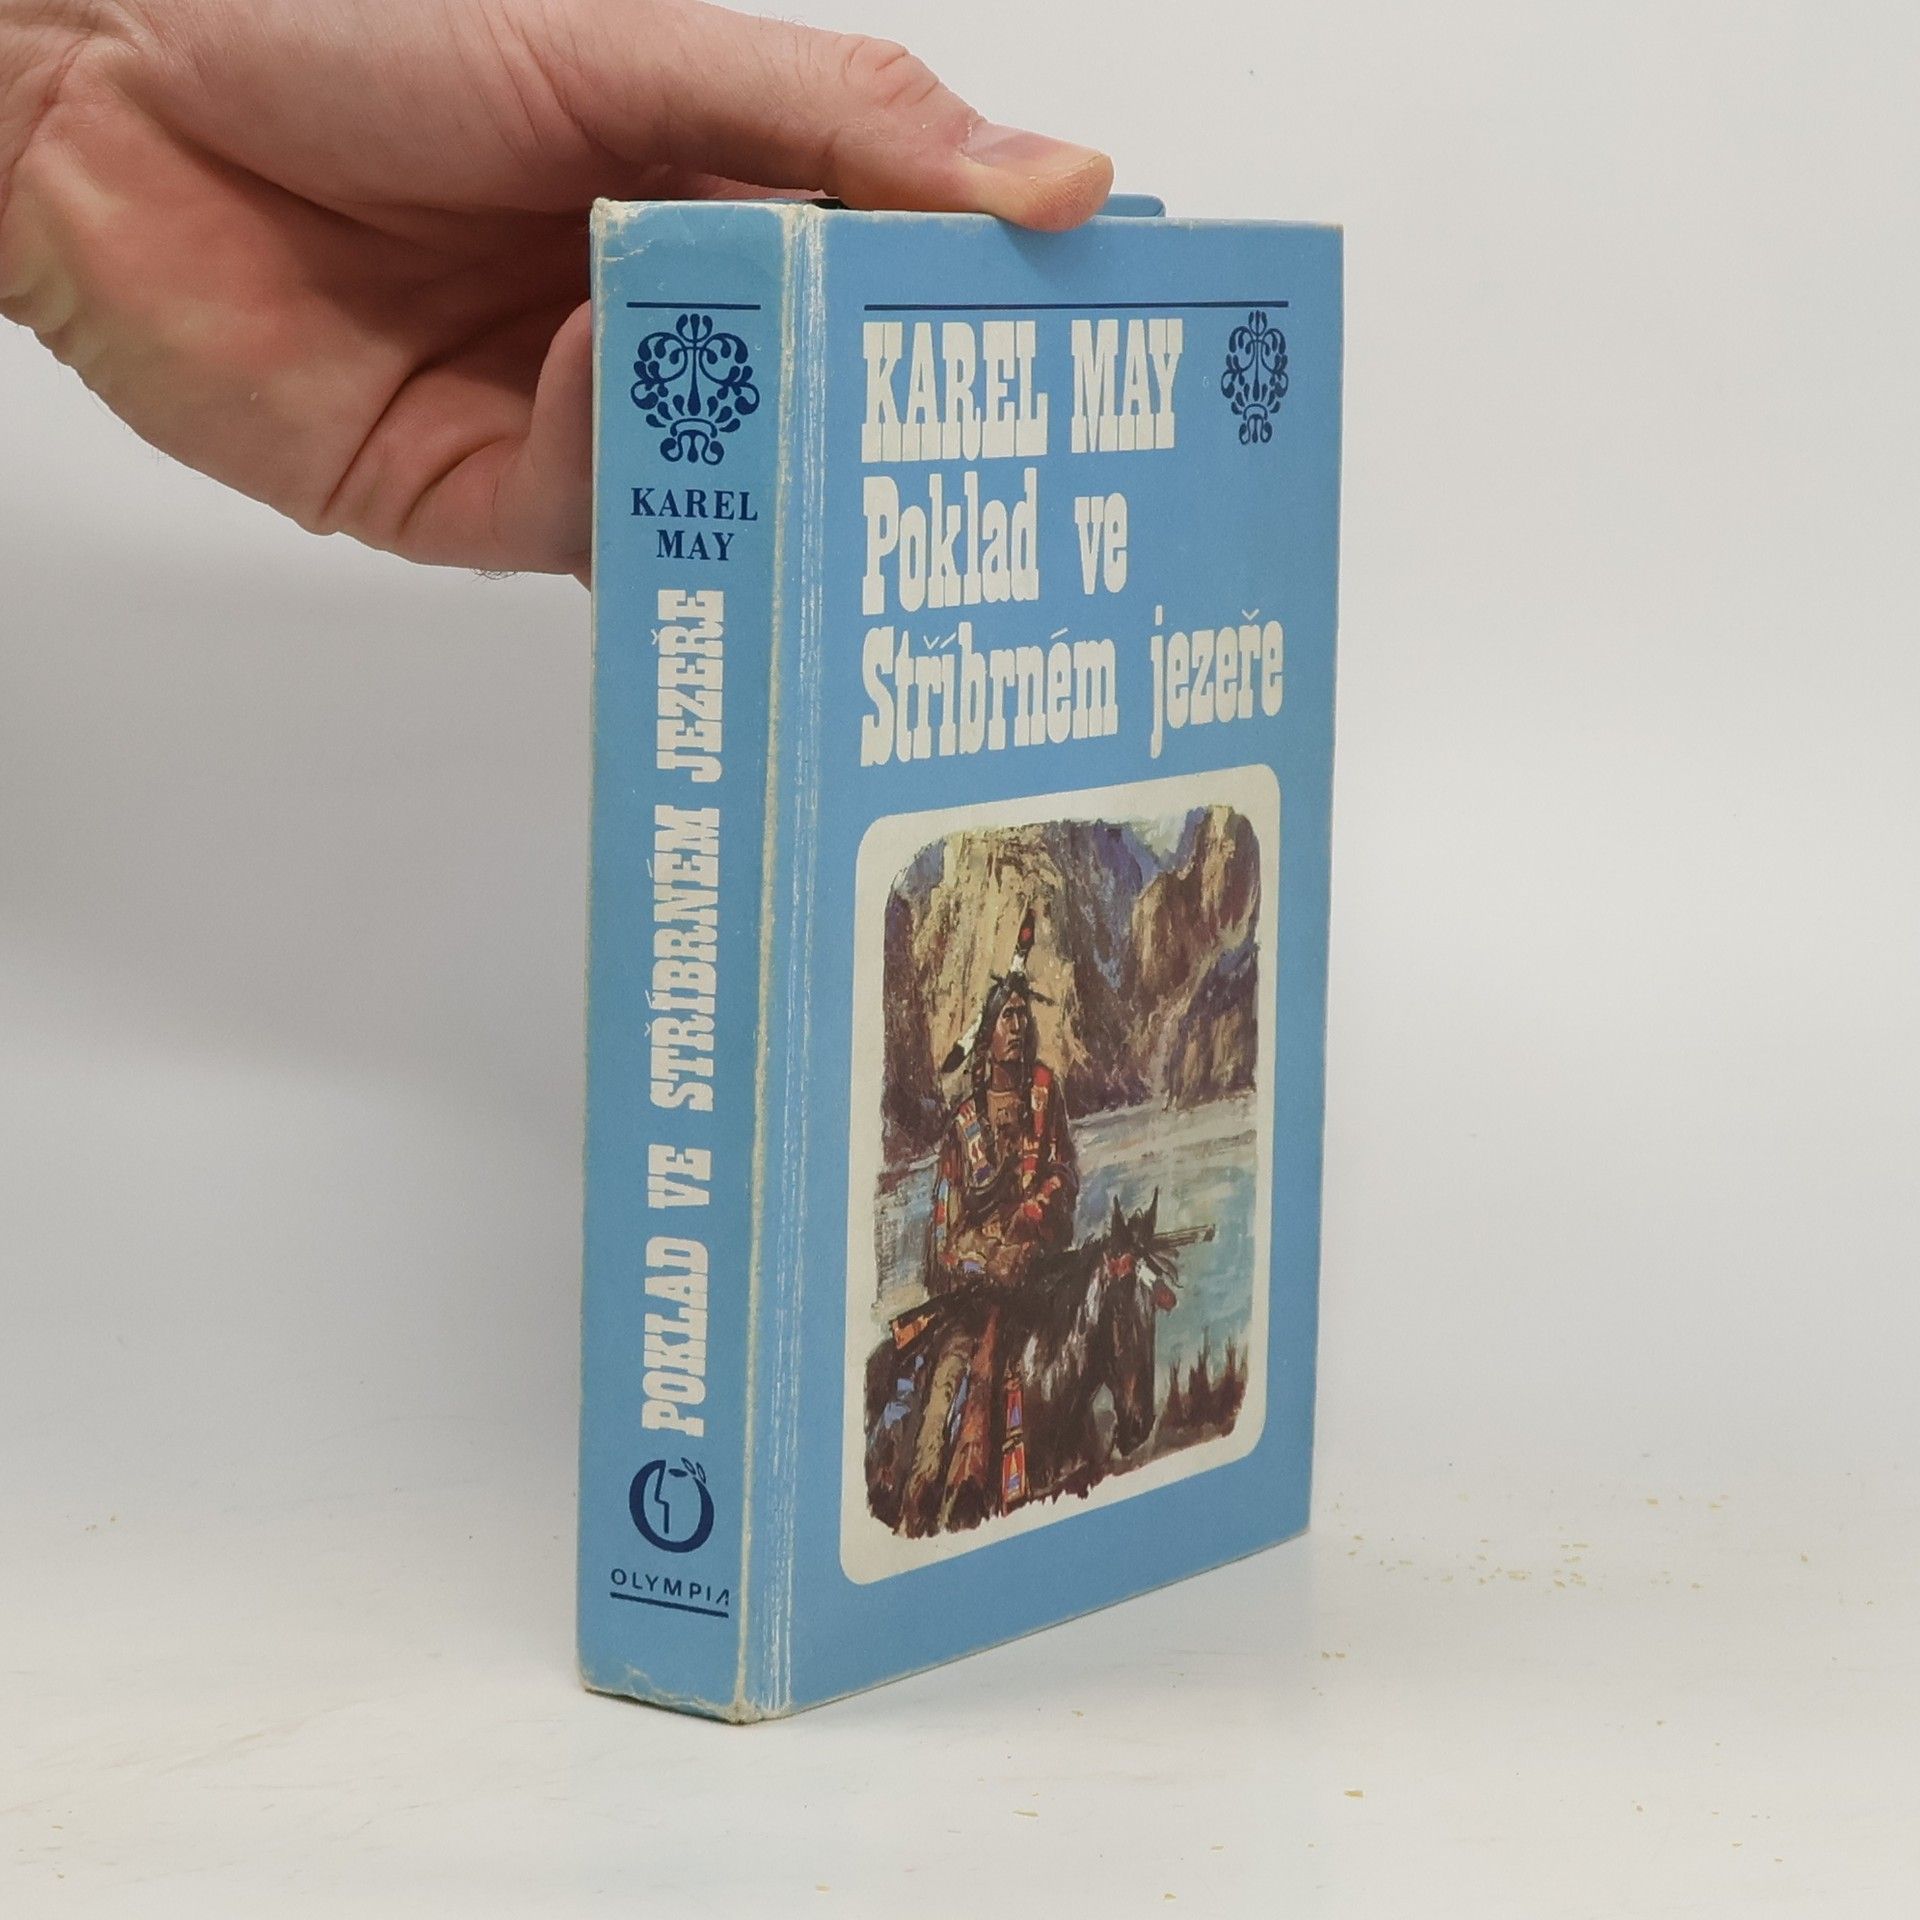 KAREL MAY
Poklad ve
Stříbrném jezeře
KAREL
MAY
POKLAD VE STŘÍBRNÉM JEZEŘE
OLYMPIA